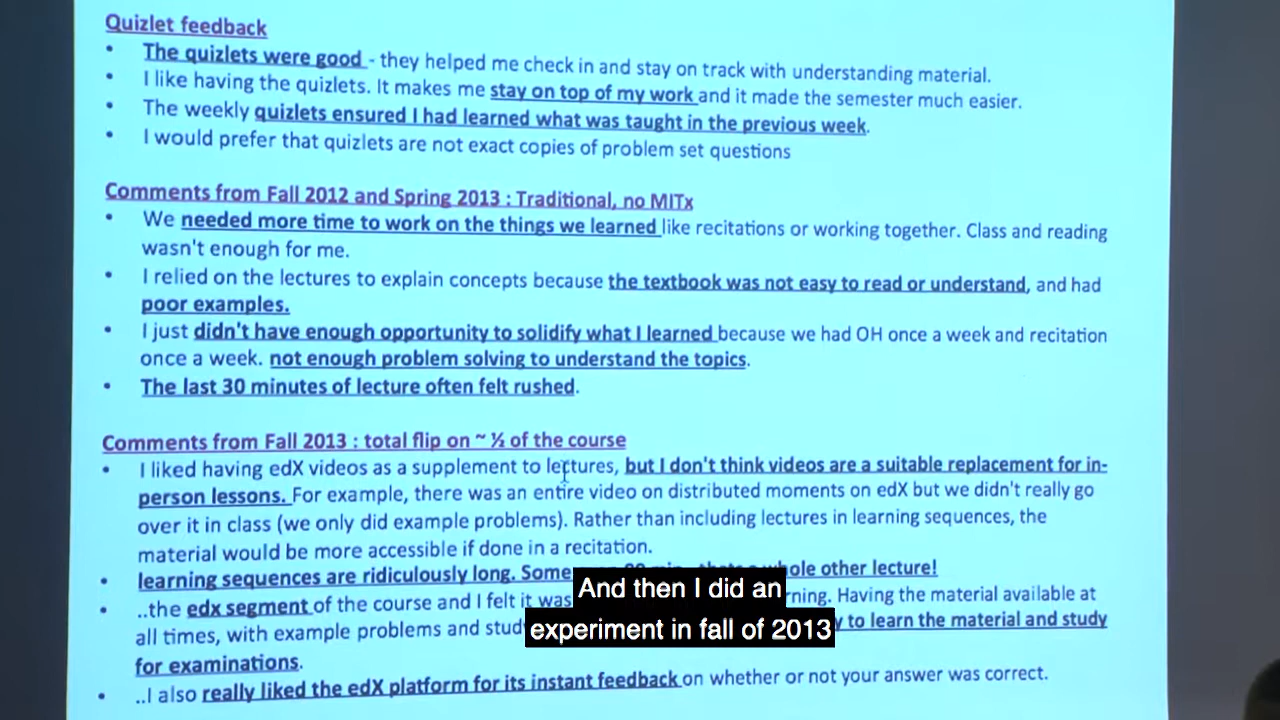 Quizlet feedback
• The quizlets were good - they helped me check in and stay on track with understanding material.
• I like having the quizlets. It makes me stay on top of my work and it made the semester much easier.
• The weekly quizlets ensured I had learned what was taught in the previous week.
• I would prefer that quizlets are not exact copies of problem set questions
Comments from Fall 2012 and Spring 2013 : Traditional, no MITx
• We needed more time to work on the things we learned like recitations or working together. Class and reading
wasn't enough for me.
• I relied on the lectures to explain concepts because the textbook was not easy to read or understand, and had
poor examples.
• I just didn't have enough opportunity to solidify what I learned because we had OH once a week and recitation
once a week. not enough problem solving to understand the topics.
• The last 30 minutes of lecture often felt rushed.
Comments from Fall 2013 : total flip on ~ ½ of the course
• I liked having edX videos as a supplement to lectures, but I don't think videos are a suitable replacement for in-
person lessons. For example, there was an entire video on distributed moments on edX but we didn't really go
over it in class (we only did example problems). Rather than including lectures in learning sequences, the
material would be more accessible if done in a recitation.
• learning sequences are ridiculously long. Some whole other lecture!
• ..the edx segment of the course and I felt it was Having the material available at
all times, with example problems and to learn the material and study
for examinations.
• ..I also really liked the edX platform for its instant feedback on whether or not your answer was correct.
And then I did an
experiment in fall of 2013